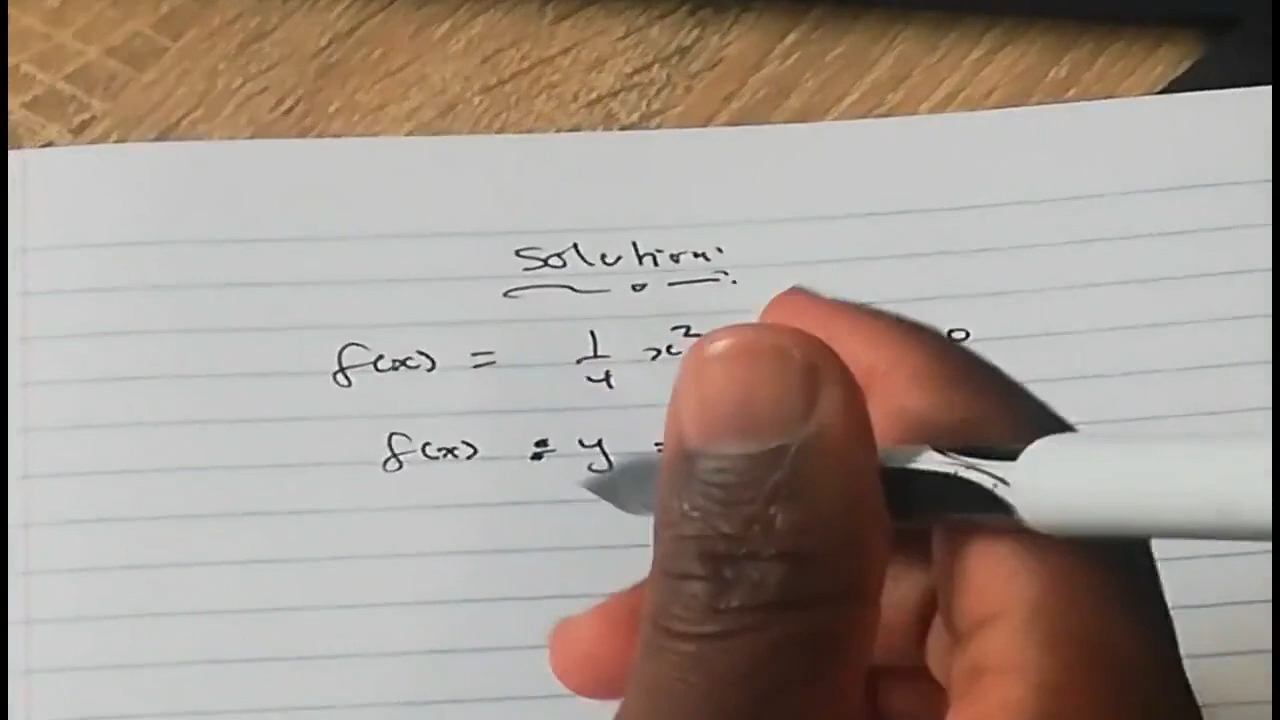 Solution:
f(x) = 1/4 x²
f(x) = y =